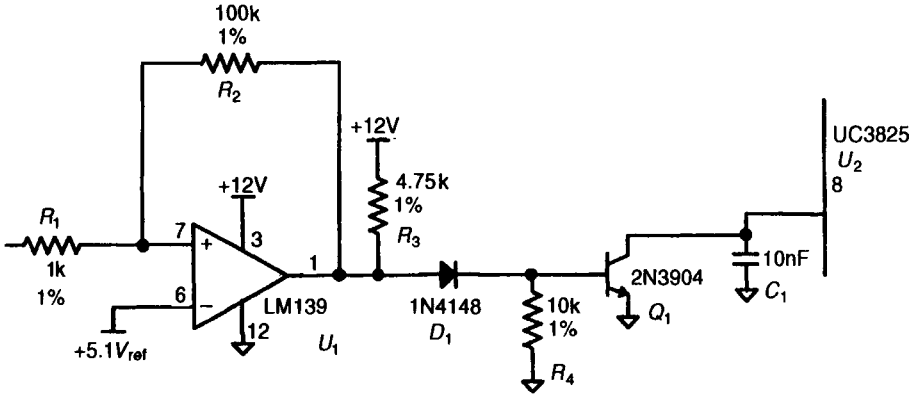 100k
1%
R2
+12V
+12V
4.75k
1%
R3
R1
1k
1%
7
+
3
6
−
12
1
LM139
U1
+5.1Vref
1N4148
D1
10k
1%
R4
2N3904
Q1
10nF
C1
UC3825
U2
8